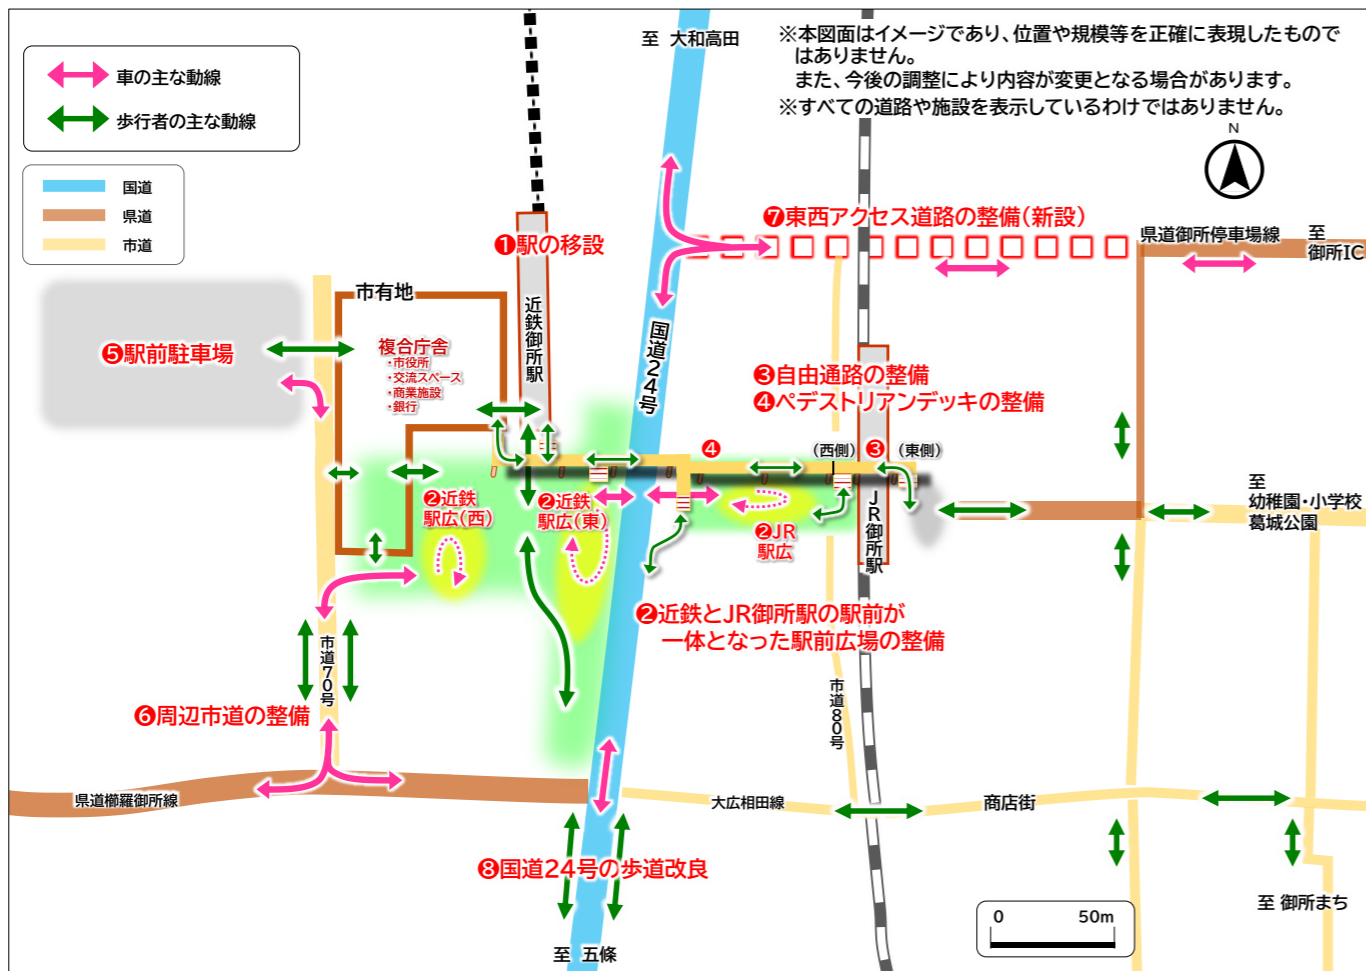 至 大和高田
※本図面はイメージであり、位置や規模等を正確に表現したもので
はありません。
また、今後の調整により内容が変更となる場合があります。
※すべての道路や施設を表示しているわけではありません。
車の主な動線
歩行者の主な動線
国道
県道
市道
N
❶駅の移設
❼東西アクセス道路の整備(新設)
県道御所停車場線
至
御所IC
市有地
近鉄御所駅
国道24号
❺駅前駐車場
複合庁舎
・市役所
・交流スペース
・商業施設
・銀行
❸自由通路の整備
❹ペデストリアンデッキの整備
❹
(西側)
❸
(東側)
❷近鉄
駅広(西)
❷近鉄
駅広(東)
❷JR
駅広
JR御所駅
至
幼稚園・小学校
葛城公園
❷近鉄とJR御所駅の駅前が
一体となった駅前広場の整備
市道70号
市道80号
❻周辺市道の整備
県道櫛羅御所線
大広相田線
商店街
❽国道24号の歩道改良
至 御所まち
0 50m
至 五條